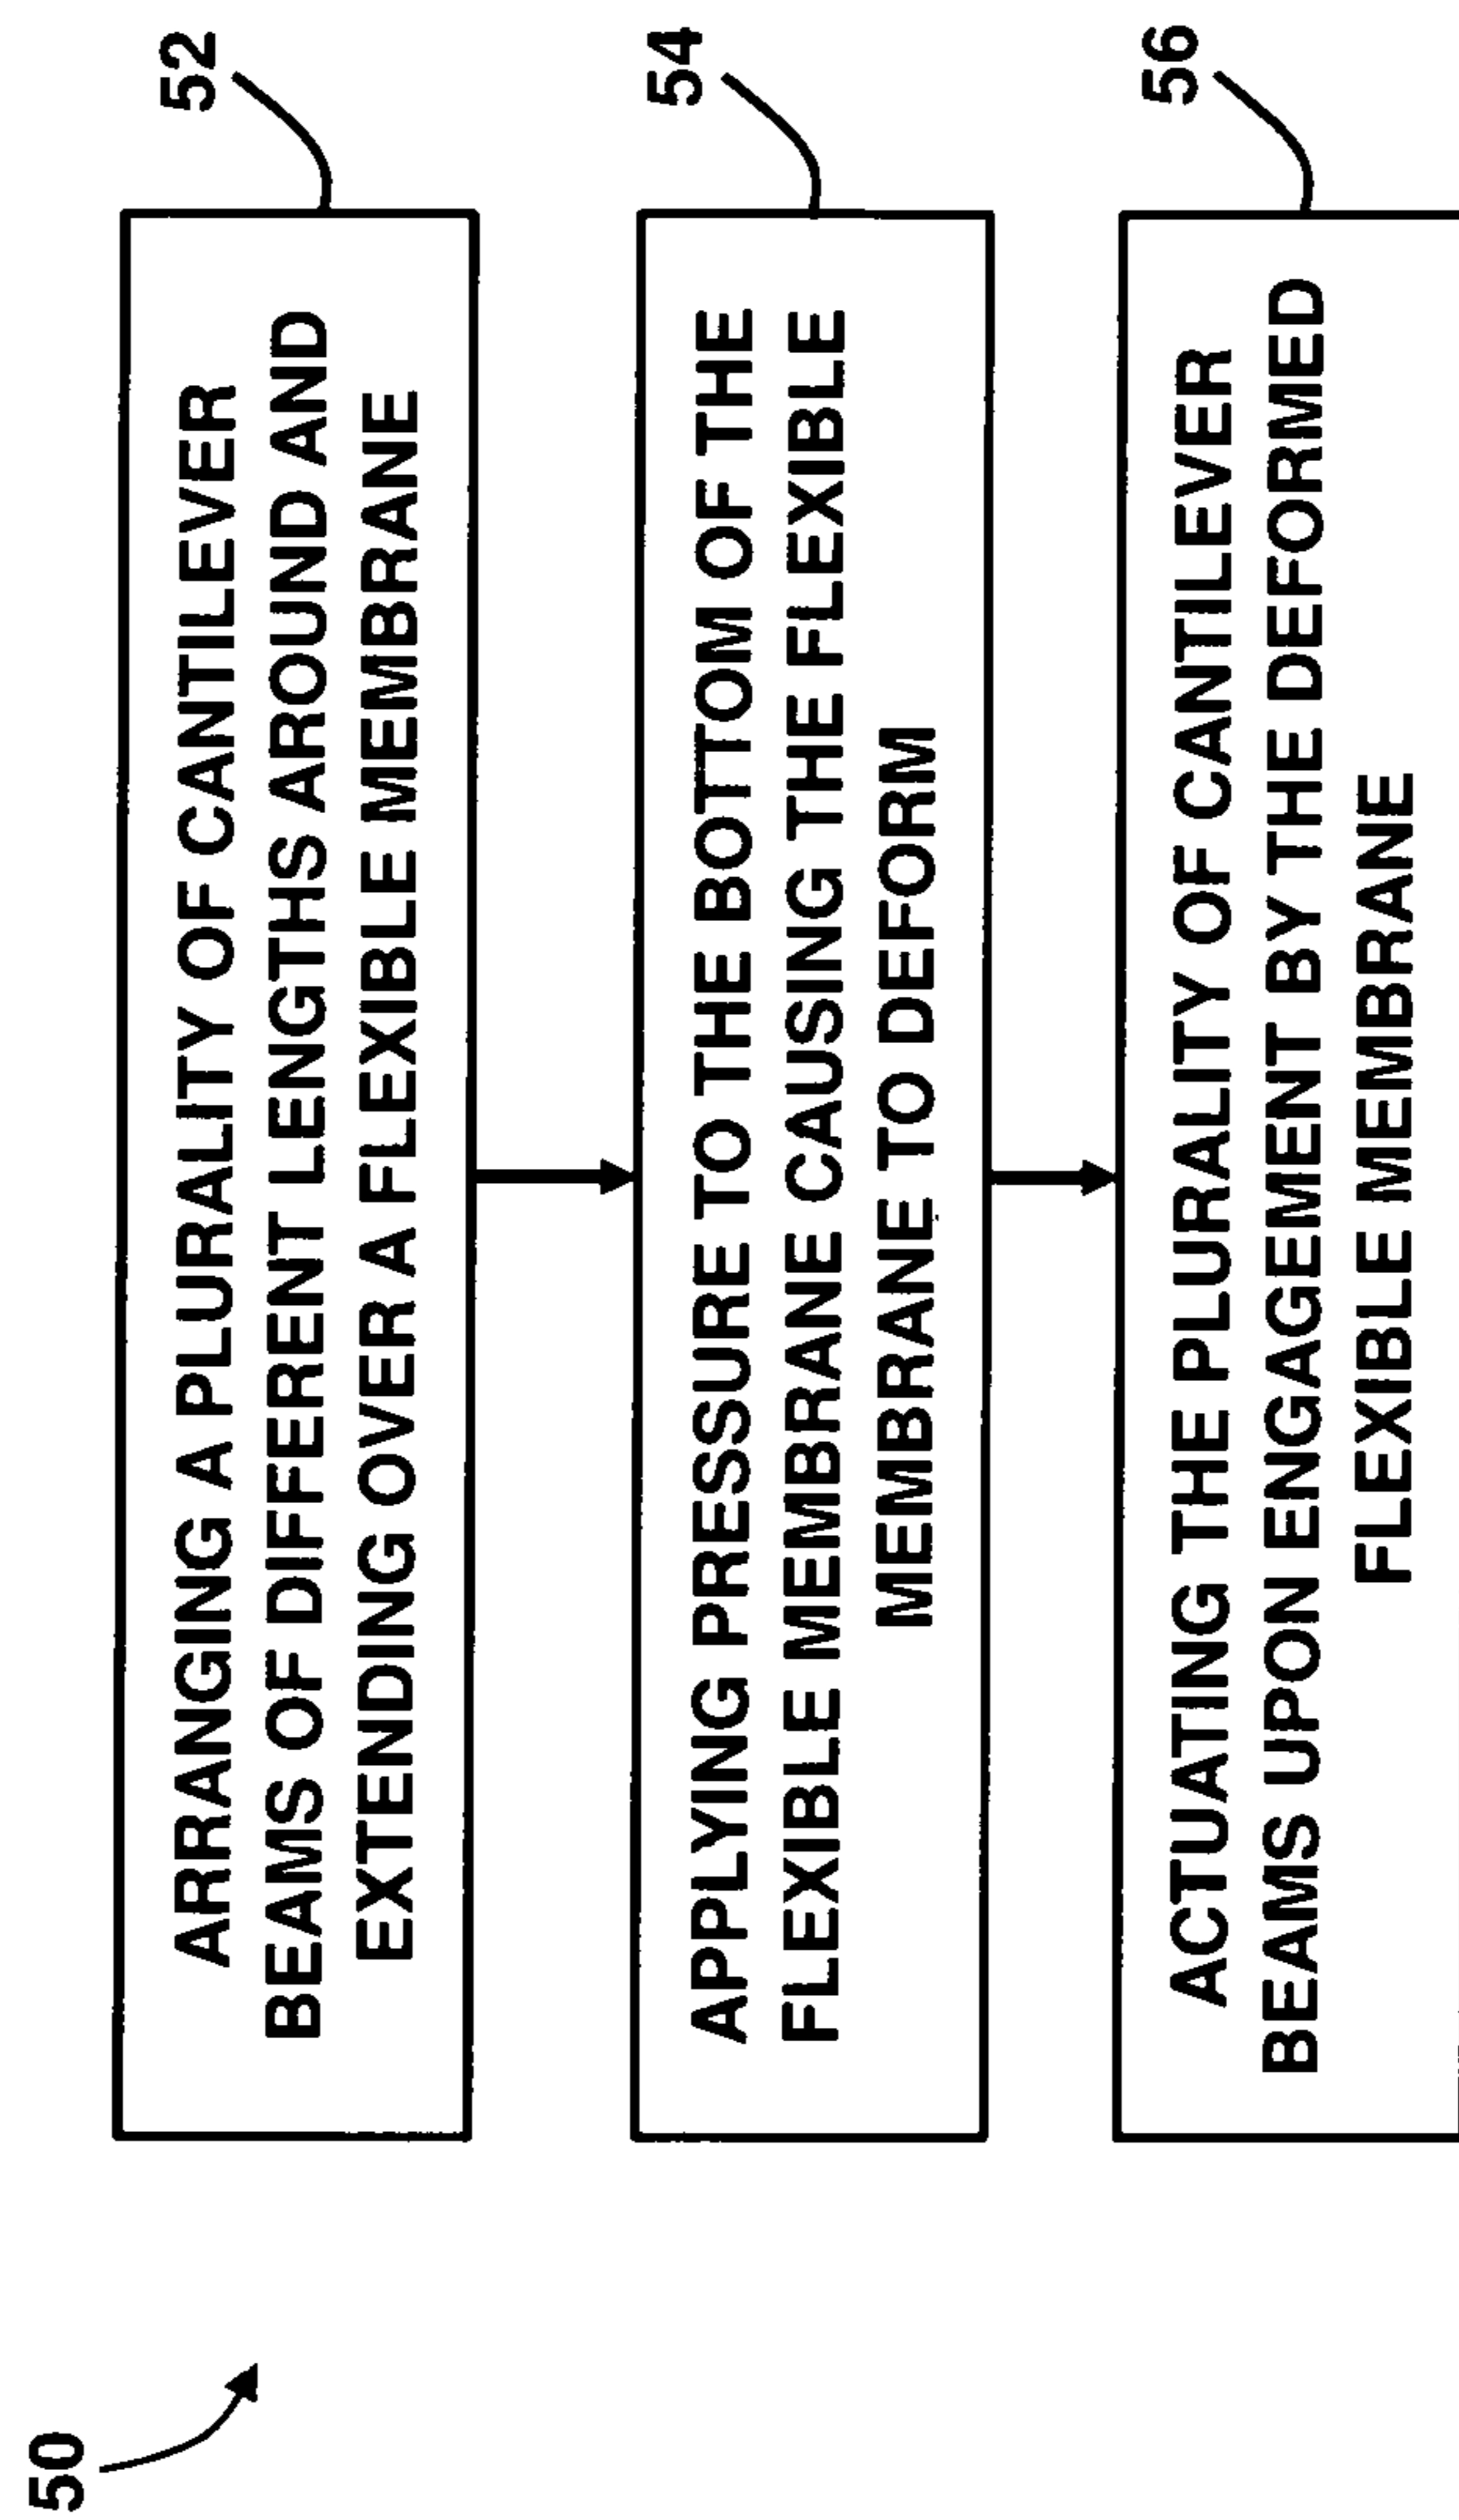 50
52
ARRANGING A PLURALITY OF CANTILEVER
BEAMS OF DIFFERENT LENGTHS AROUND AND
EXTENDING OVER A FLEXIBLE MEMBRANE
54
APPLYING PRESSURE TO THE BOTTOM OF THE
FLEXIBLE MEMBRANE CAUSING THE FLEXIBLE
MEMBRANE TO DEFORM
56
ACTUATING THE PLURALITY OF CANTILEVER
BEAMS UPON ENGAGEMENT BY THE DEFORMED
FLEXIBLE MEMBRANE